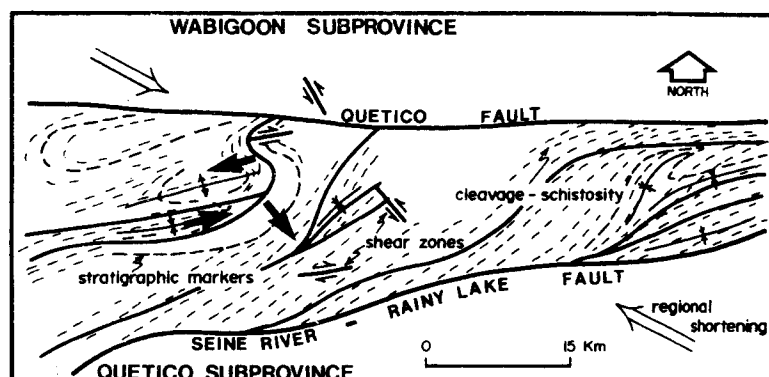 WABIGOON SUBPROVINCE
NORTH
QUETICO FAULT
cleavage - schistosity
shear zones
stratigraphic markers
SEINE RIVER - RAINY LAKE FAULT
regional
shortening
0 15 Km
QUETICO SUBPROVINCE